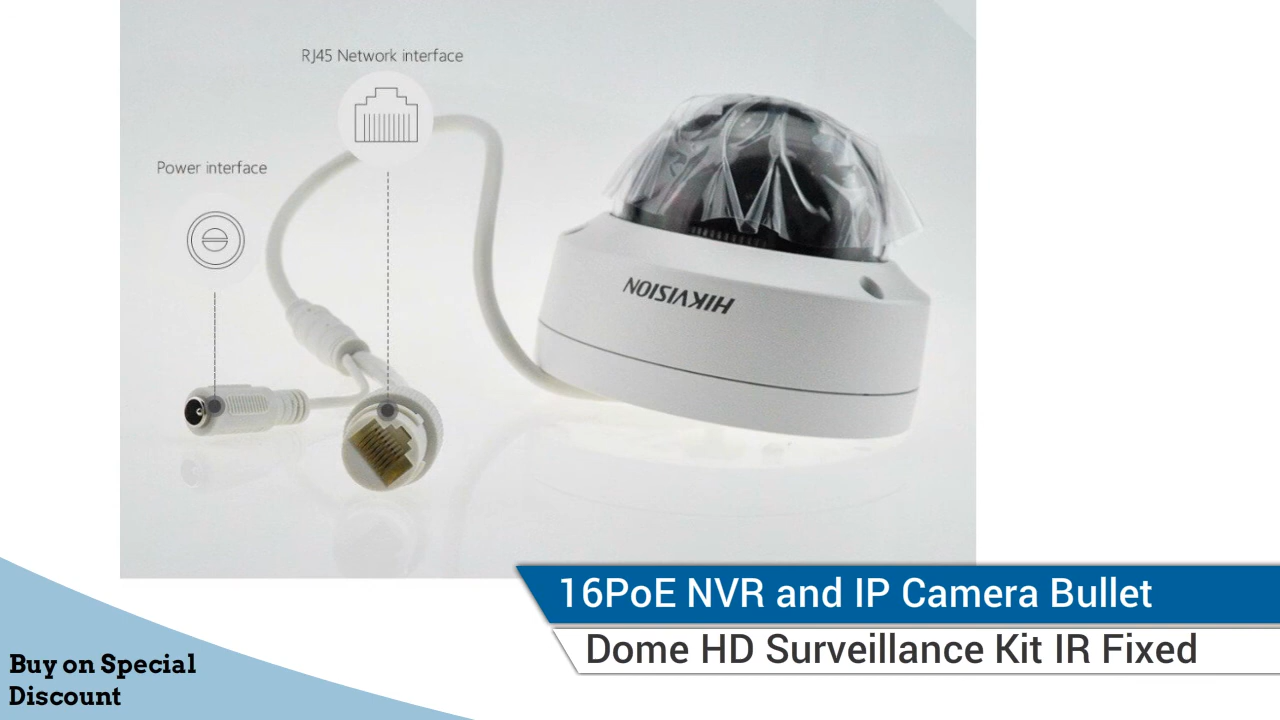 RJ45 Network interface
Power interface
HIKVISION
16PoE NVR and IP Camera Bullet
Dome HD Surveillance Kit IR Fixed
Buy on Special
Discount